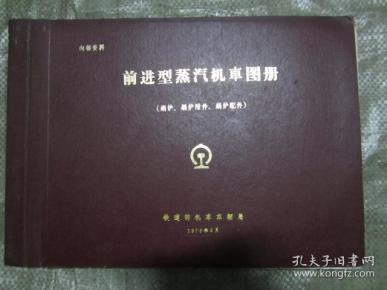 内部资料
前进型蒸汽机車图册
（锅炉、锅炉附件、锅炉配件）
铁道部机車车辆局
孔夫子旧书网
www.kongfz.com